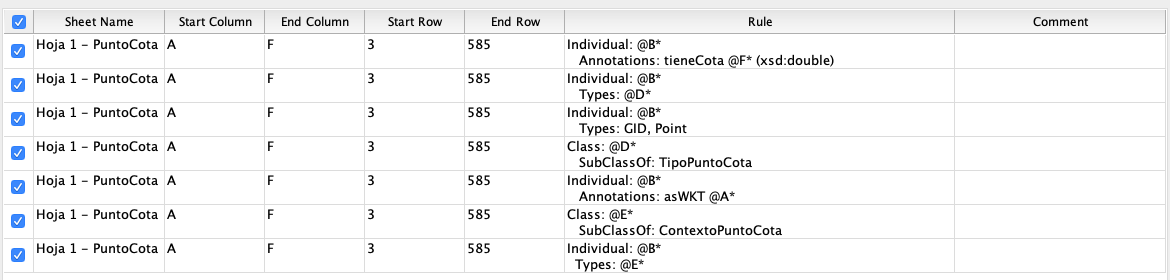 Sheet Name Start Column End Column Start Row End Row Rule Comment
Hoja 1 - PuntoCota A F 3 585 Individual: @B*
Annotations: tieneCota @F* (xsd:double)
Hoja 1 - PuntoCota A F 3 585 Individual: @B*
Types: @D*
Hoja 1 - PuntoCota A F 3 585 Individual: @B*
Types: GID, Point
Hoja 1 - PuntoCota A F 3 585 Class: @D*
SubClassOf: TipoPuntoCota
Hoja 1 - PuntoCota A F 3 585 Individual: @B*
Annotations: asWKT @A*
Hoja 1 - PuntoCota A F 3 585 Class: @E*
SubClassOf: ContextoPuntoCota
Hoja 1 - PuntoCota A F 3 585 Individual: @B*
Types: @E*